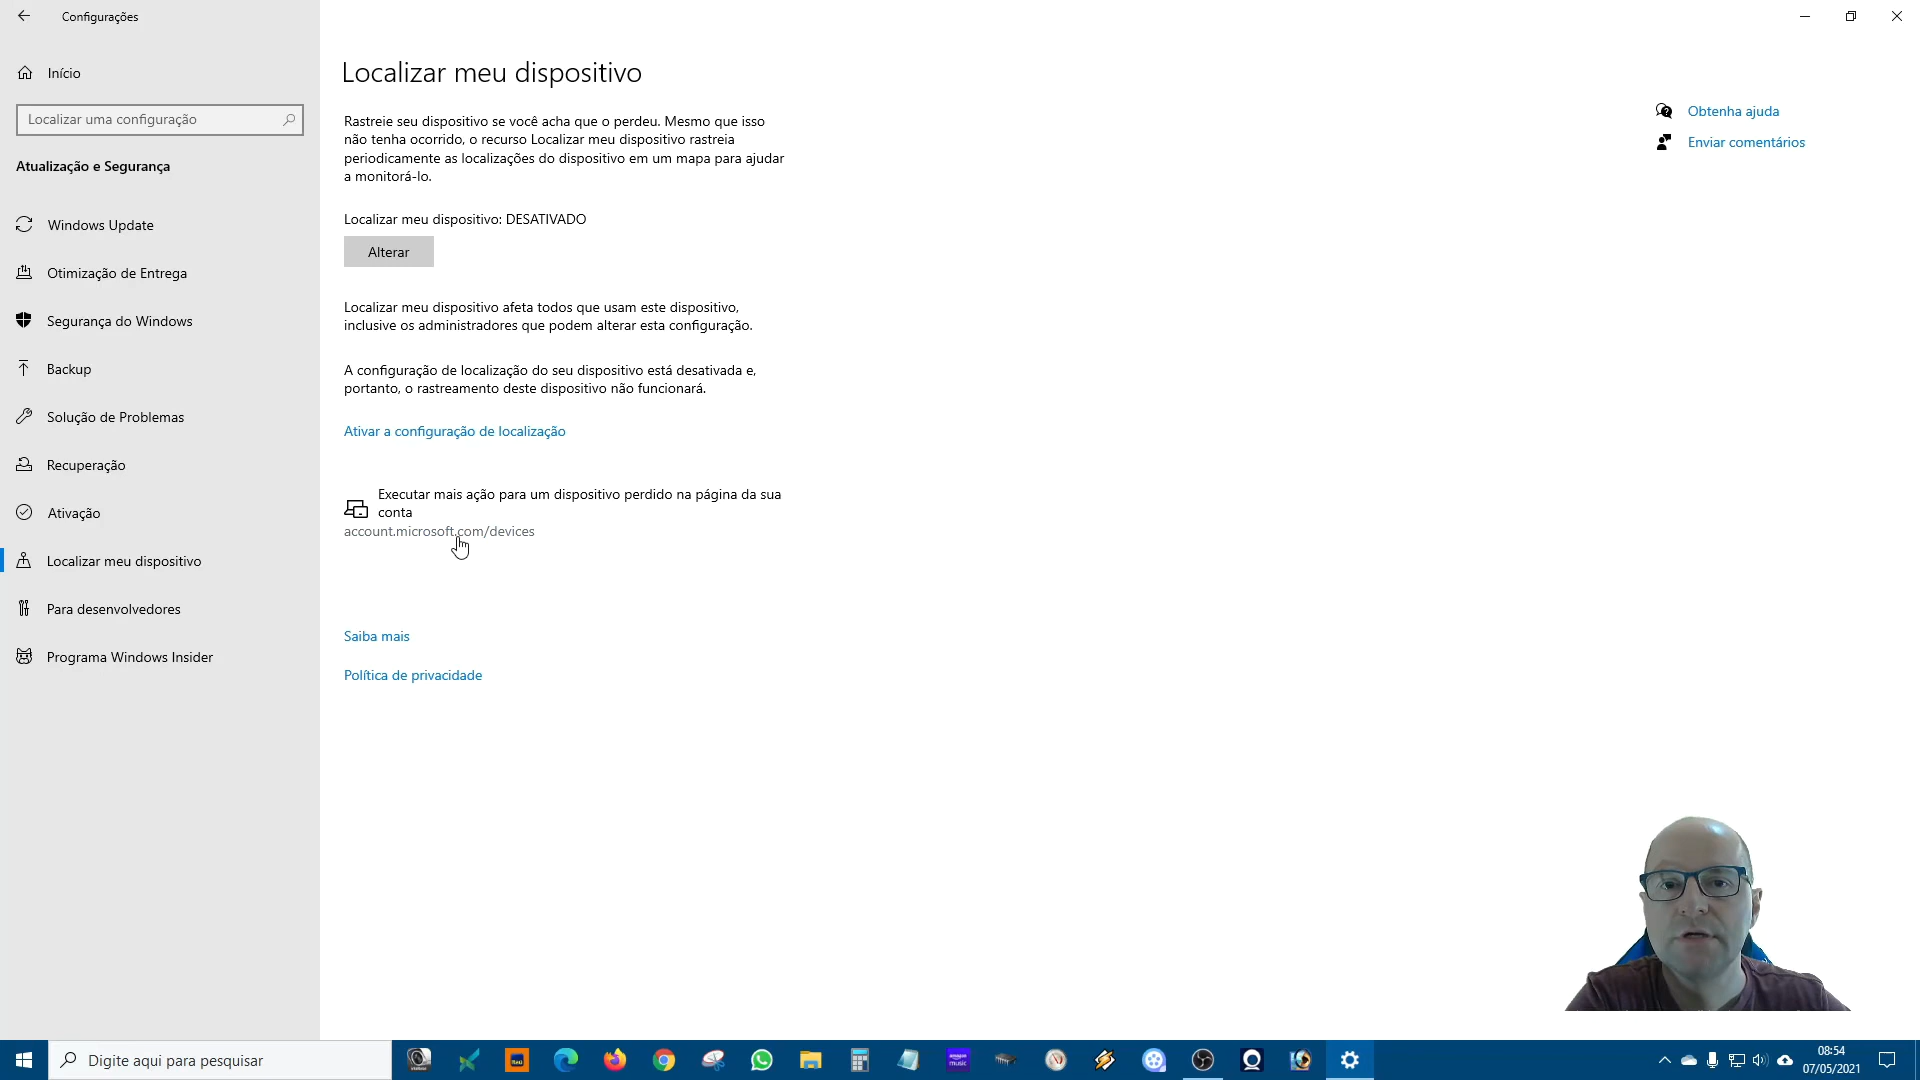 Configurações
Início
Localizar uma configuração
Atualização e Segurança
Windows Update
Otimização de Entrega
Segurança do Windows
Backup
Solução de Problemas
Recuperação
Ativação
Localizar meu dispositivo
Para desenvolvedores
Programa Windows Insider
Localizar meu dispositivo
Rastreie seu dispositivo se você acha que o perdeu. Mesmo que isso
não tenha ocorrido, o recurso Localizar meu dispositivo rastreia
periodicamente as localizações do dispositivo em um mapa para ajudar
a monitorá-lo.
Localizar meu dispositivo: DESATIVADO
Alterar
Localizar meu dispositivo afeta todos que usam este dispositivo,
inclusive os administradores que podem alterar esta configuração.
A configuração de localização do seu dispositivo está desativada e,
portanto, o rastreamento deste dispositivo não funcionará.
Ativar a configuração de localização
Executar mais ação para um dispositivo perdido na página da sua
conta
account.microsoft.com/devices
Saiba mais
Política de privacidade
Obtenha ajuda
Enviar comentários
Digite aqui para pesquisar
amazon
music
08:54
07/05/2021